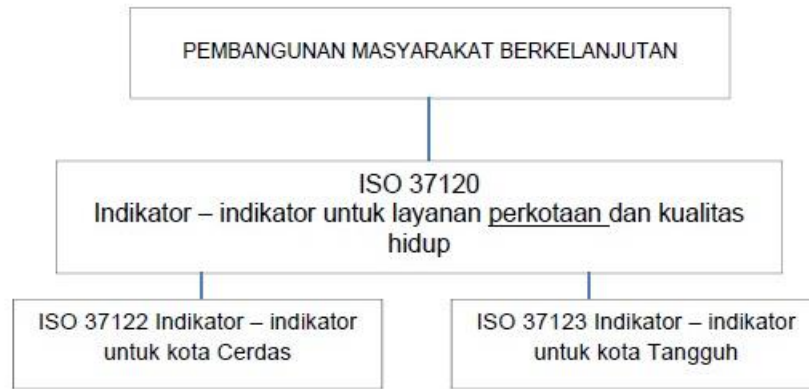 PEMBANGUNAN MASYARAKAT BERKELANJUTAN
ISO 37120
Indikator – indikator untuk layanan perkotaan dan kualitas
hidup
ISO 37122 Indikator – indikator
untuk kota Cerdas
ISO 37123 Indikator – indikator
untuk kota Tangguh